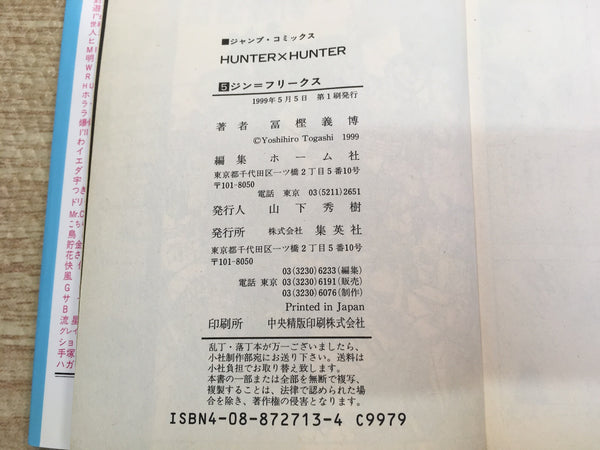 ■ジャンプ・コミックス
HUNTER×HUNTER
5ジン＝フリークス
1999年5月5日 第1刷発行
著者 冨樫義博
©Yoshihiro Togashi 1999
編集 ホーム社
東京都千代田区一ツ橋2丁目5番10号
〒101-8050
電話 東京 03(5211)2651
発行人 山下秀樹
発行所 株式会社 集英社
東京都千代田区一ツ橋2丁目5番10号
〒101-8050
03(3230)6233(編集)
電話 東京 03(3230)6191(販売)
03(3230)6076(制作)
Printed in Japan
印刷所 中央精版印刷株式会社
乱丁・落丁本が万一ございましたら、
小社制作部宛にお送り下さい。送料は
小社負担でお取り替え致します。
本書の一部または全部を無断で複写、
複製することは、法律で認められた場
合を除き、著作権の侵害となります。
ISBN4-08-872713-4 C9979